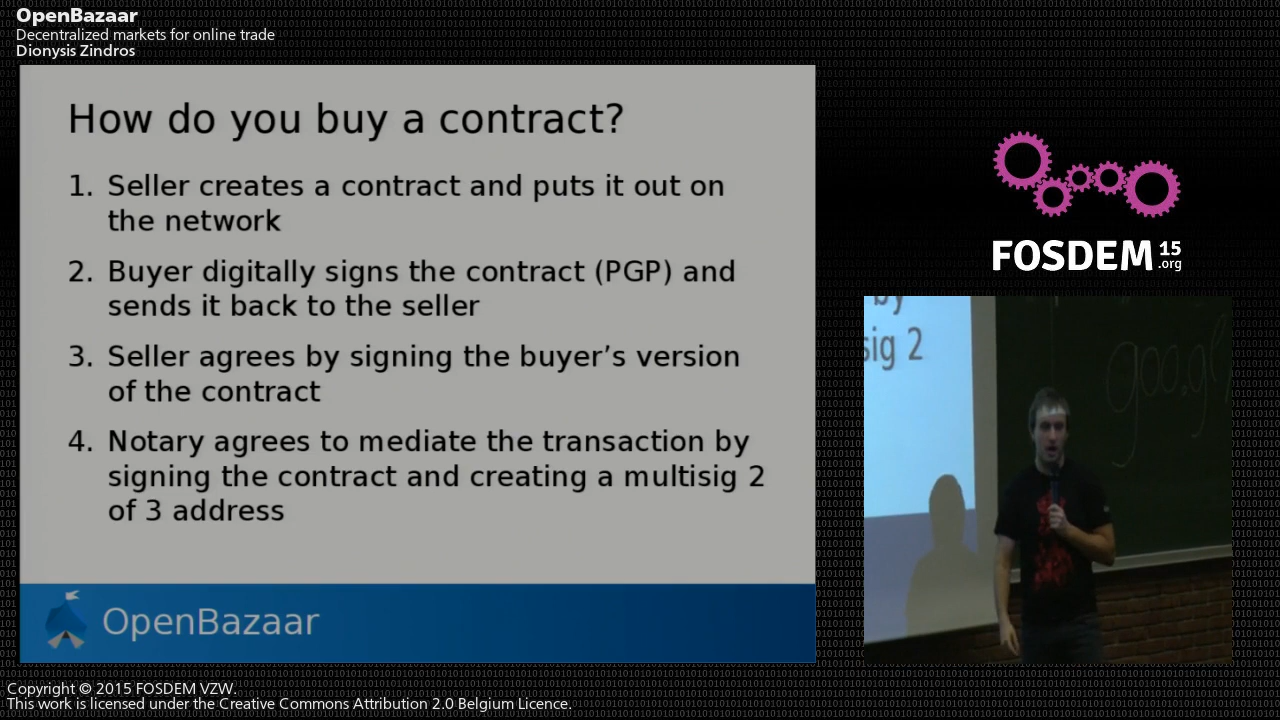 OpenBazaar
Decentralized markets for online trade
Dionysis Zindros
How do you buy a contract?
1. Seller creates a contract and puts it out on
the network
2. Buyer digitally signs the contract (PGP) and
sends it back to the seller
3. Seller agrees by signing the buyer’s version
of the contract
4. Notary agrees to mediate the transaction by
signing the contract and creating a multisig 2
of 3 address
OpenBazaar
FOSDEM 15
.org
by
sig 2
Copyright © 2015 FOSDEM VZW.
This work is licensed under the Creative Commons Attribution 2.0 Belgium Licence.